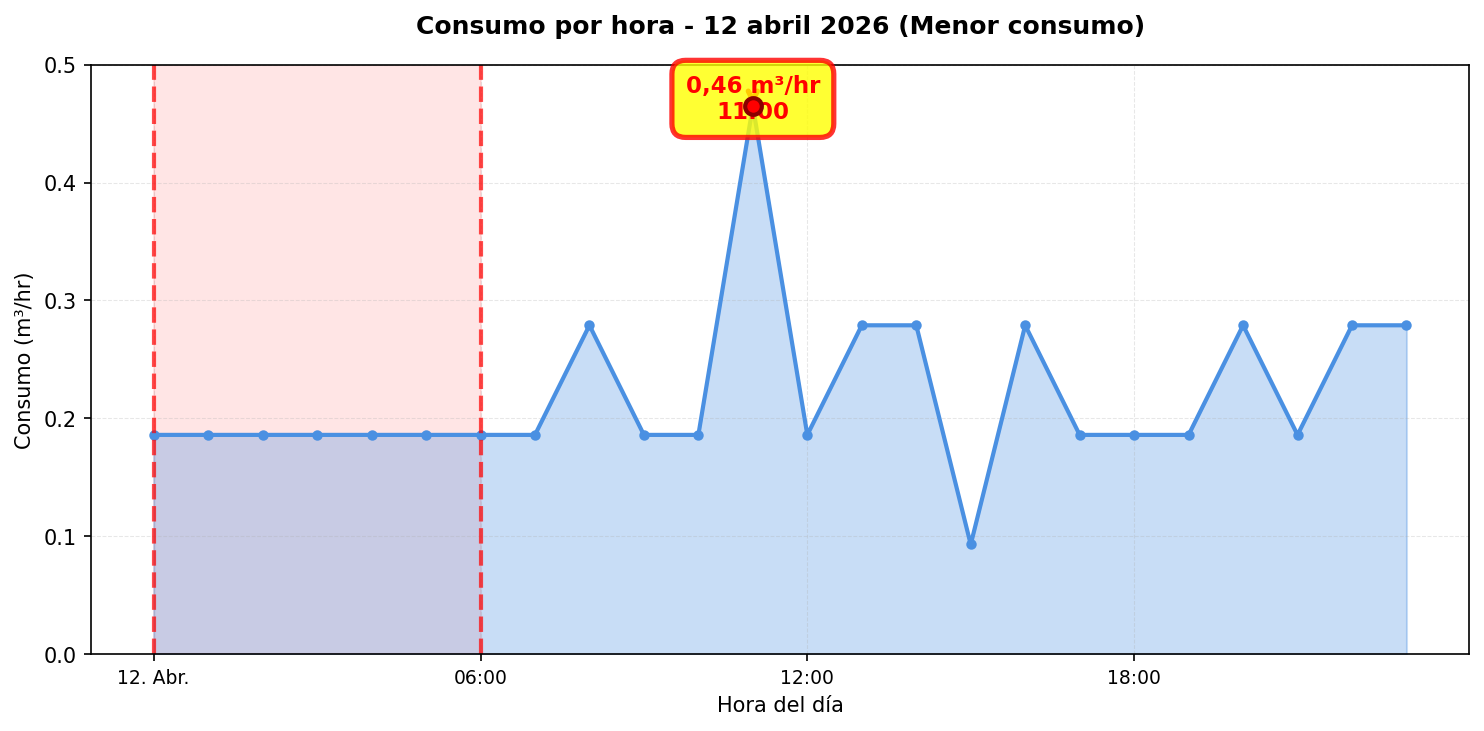 Consumo por hora - 12 abril 2026 (Menor consumo)
0,46 m³/hr
11:00
0.5
0.4
0.3
0.2
0.1
0.0
Consumo (m³/hr)
12. Abr.
06:00
12:00
18:00
Hora del día